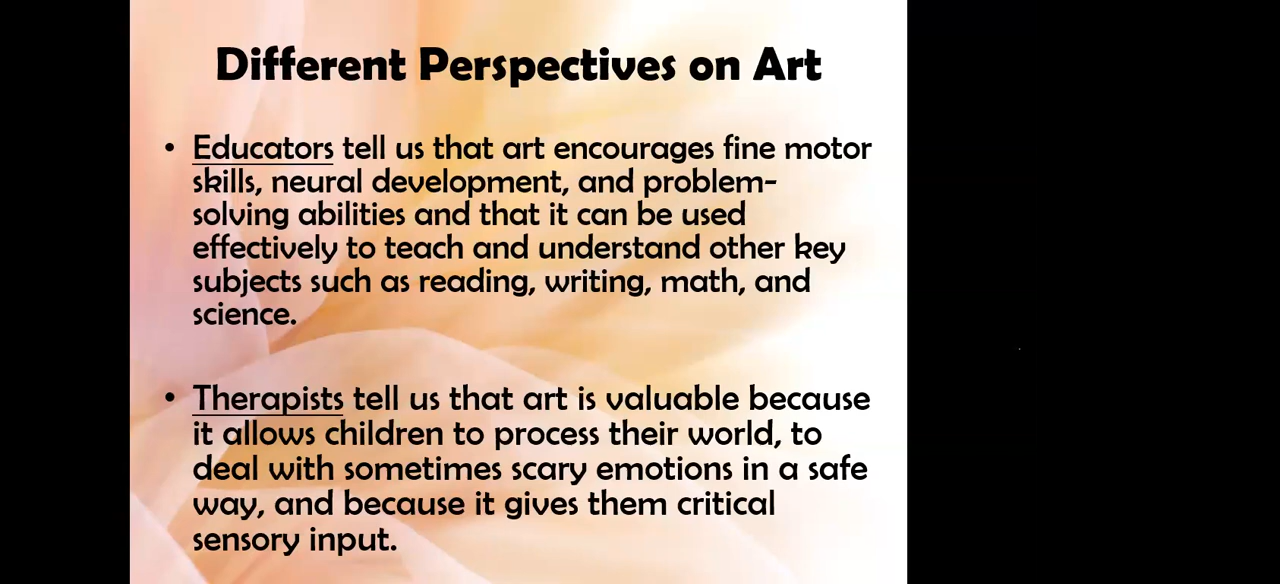 Different Perspectives on Art
• Educators tell us that art encourages fine motor
skills, neural development, and problem-
solving abilities and that it can be used
effectively to teach and understand other key
subjects such as reading, writing, math, and
science.
• Therapists tell us that art is valuable because
it allows children to process their world, to
deal with sometimes scary emotions in a safe
way, and because it gives them critical
sensory input.